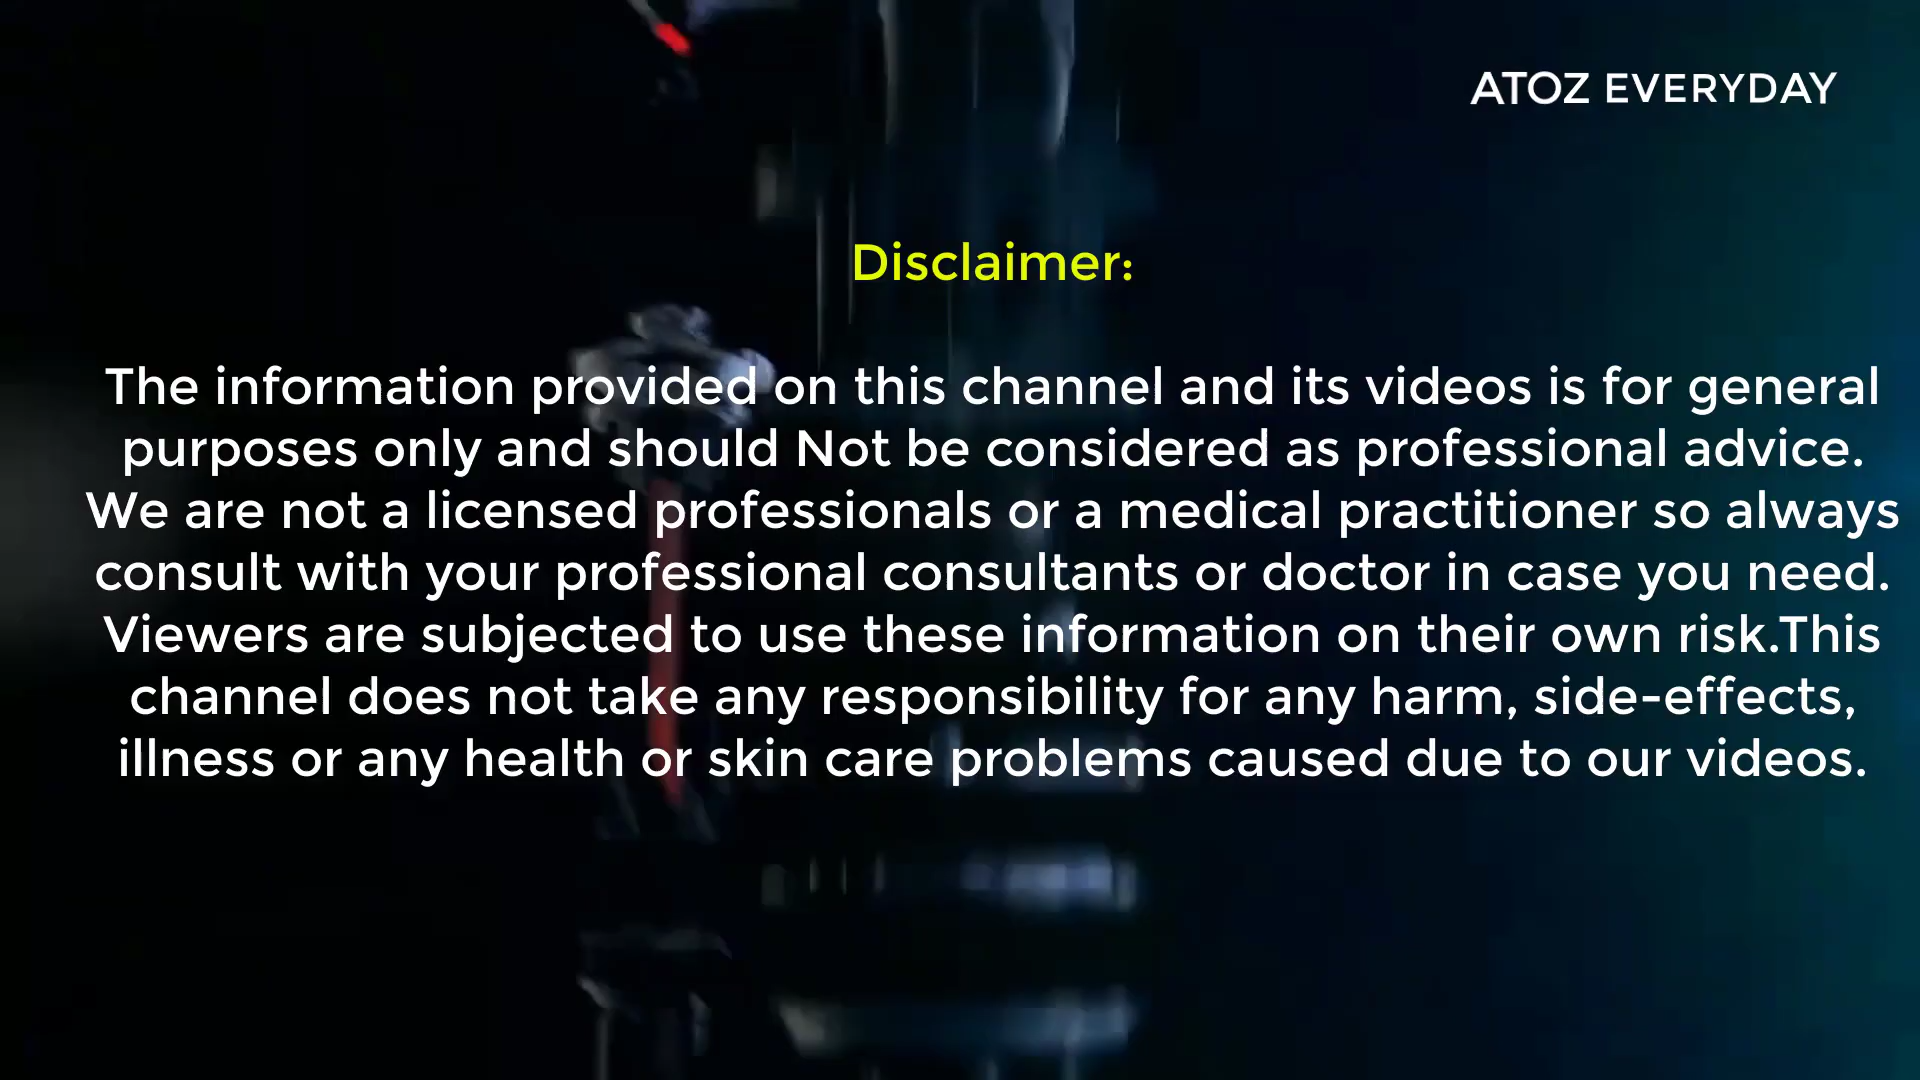 ATOZ EVERYDAY
Disclaimer:
The information provided on this channel and its videos is for general
purposes only and should Not be considered as professional advice.
We are not a licensed professionals or a medical practitioner so always
consult with your professional consultants or doctor in case you need.
Viewers are subjected to use these information on their own risk.This
channel does not take any responsibility for any harm, side-effects,
illness or any health or skin care problems caused due to our videos.